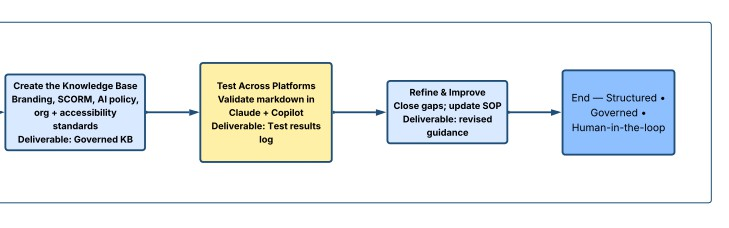 Create the Knowledge Base
Branding, SCORM, AI policy,
org + accessibility
standards
Deliverable: Governed KB
Test Across Platforms
Validate markdown in
Claude + Copilot
Deliverable: Test results
log
Refine & Improve
Close gaps; update SOP
Deliverable: revised
guidance
End — Structured •
Governed •
Human-in-the-loop